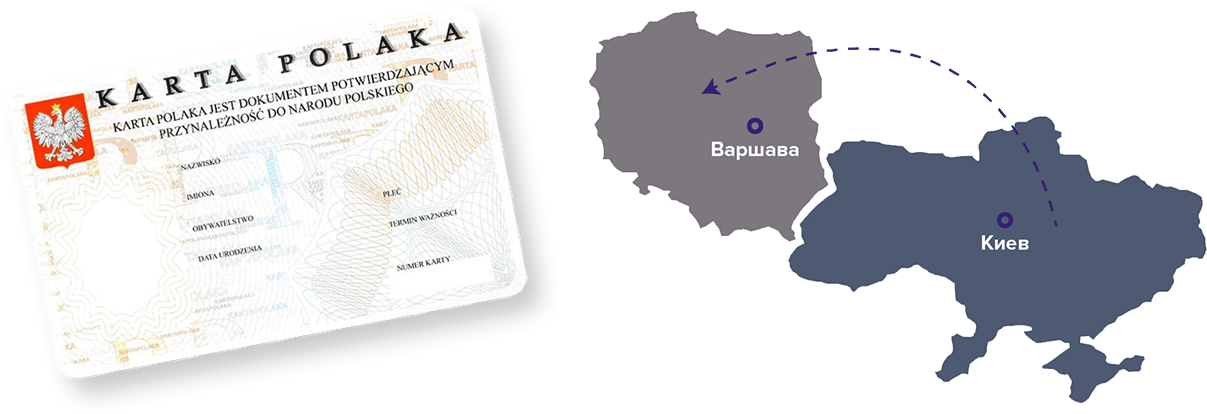 KARTA POLAKA
KARTA POLAKA JEST DOKUMENTEM POTWIERDZAJĄCYM
PRZYNALEŻNOŚĆ DO NARODU POLSKIEGO
NAZWISKO
IMIONA
OBYWATELSTWO
DATA URODZENIA
PŁEĆ
TERMIN WAŻNOŚCI
NUMER KARTY
Варшава
Киев